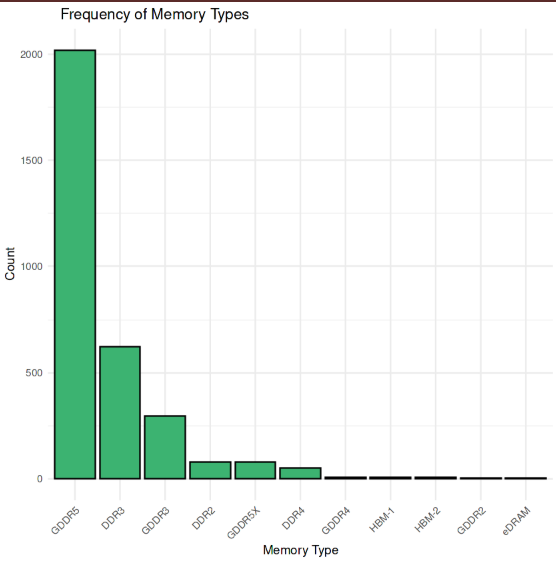 Frequency of Memory Types
Count
2000
1500
1000
500
0
GDDR5
DDR3
GDDR3
DDR2
GDDR5X
DDR4
GDDR4
HBM-1
HBM-2
GDDR2
eDRAM
Memory Type